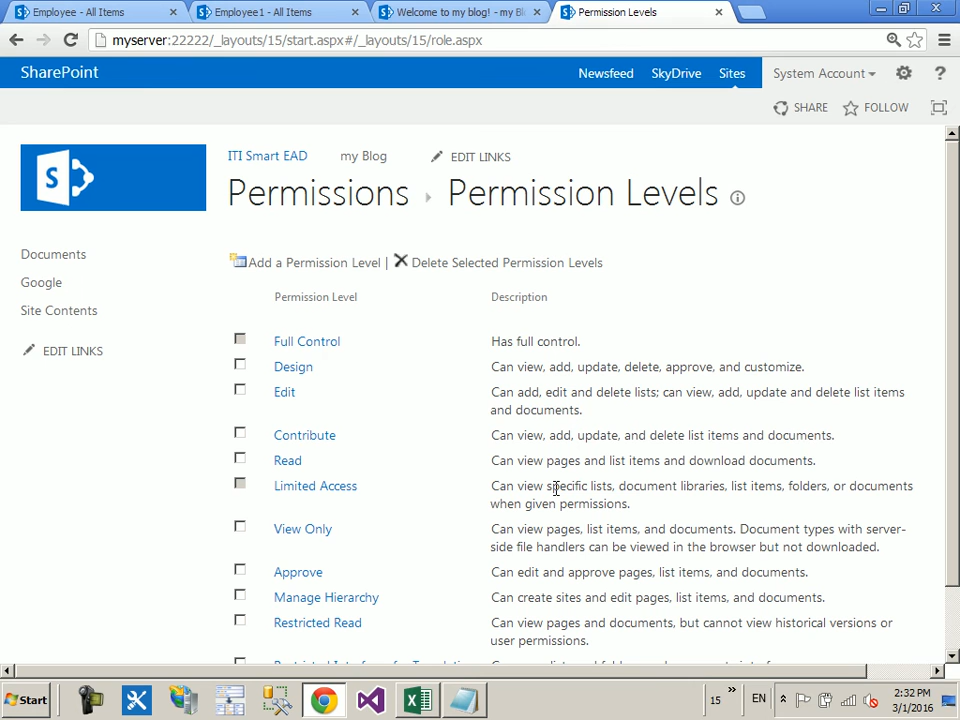 Employee - All Items
Employee1 - All Items
Welcome to my blog! - my Bl
Permission Levels
myserver:22222/_layouts/15/start.aspx#/_layouts/15/role.aspx
SharePoint
Newsfeed SkyDrive Sites System Account ?
SHARE FOLLOW
S
ITI Smart EAD my Blog EDIT LINKS
Permissions Permission Levels i
Documents
Google
Site Contents
EDIT LINKS
Add a Permission Level | Delete Selected Permission Levels
Permission Level Description
Full Control Has full control.
Design Can view, add, update, delete, approve, and customize.
Edit Can add, edit and delete lists; can view, add, update and delete list items
and documents.
Contribute Can view, add, update, and delete list items and documents.
Read Can view pages and list items and download documents.
Limited Access Can view specific lists, document libraries, list items, folders, or documents
when given permissions.
View Only Can view pages, list items, and documents. Document types with server-
side file handlers can be viewed in the browser but not downloaded.
Approve Can edit and approve pages, list items, and documents.
Manage Hierarchy Can create sites and edit pages, list items, and documents.
Restricted Read Can view pages and documents, but cannot view historical versions or
user permissions.
Start 15 EN 2:32 PM
3/1/2016